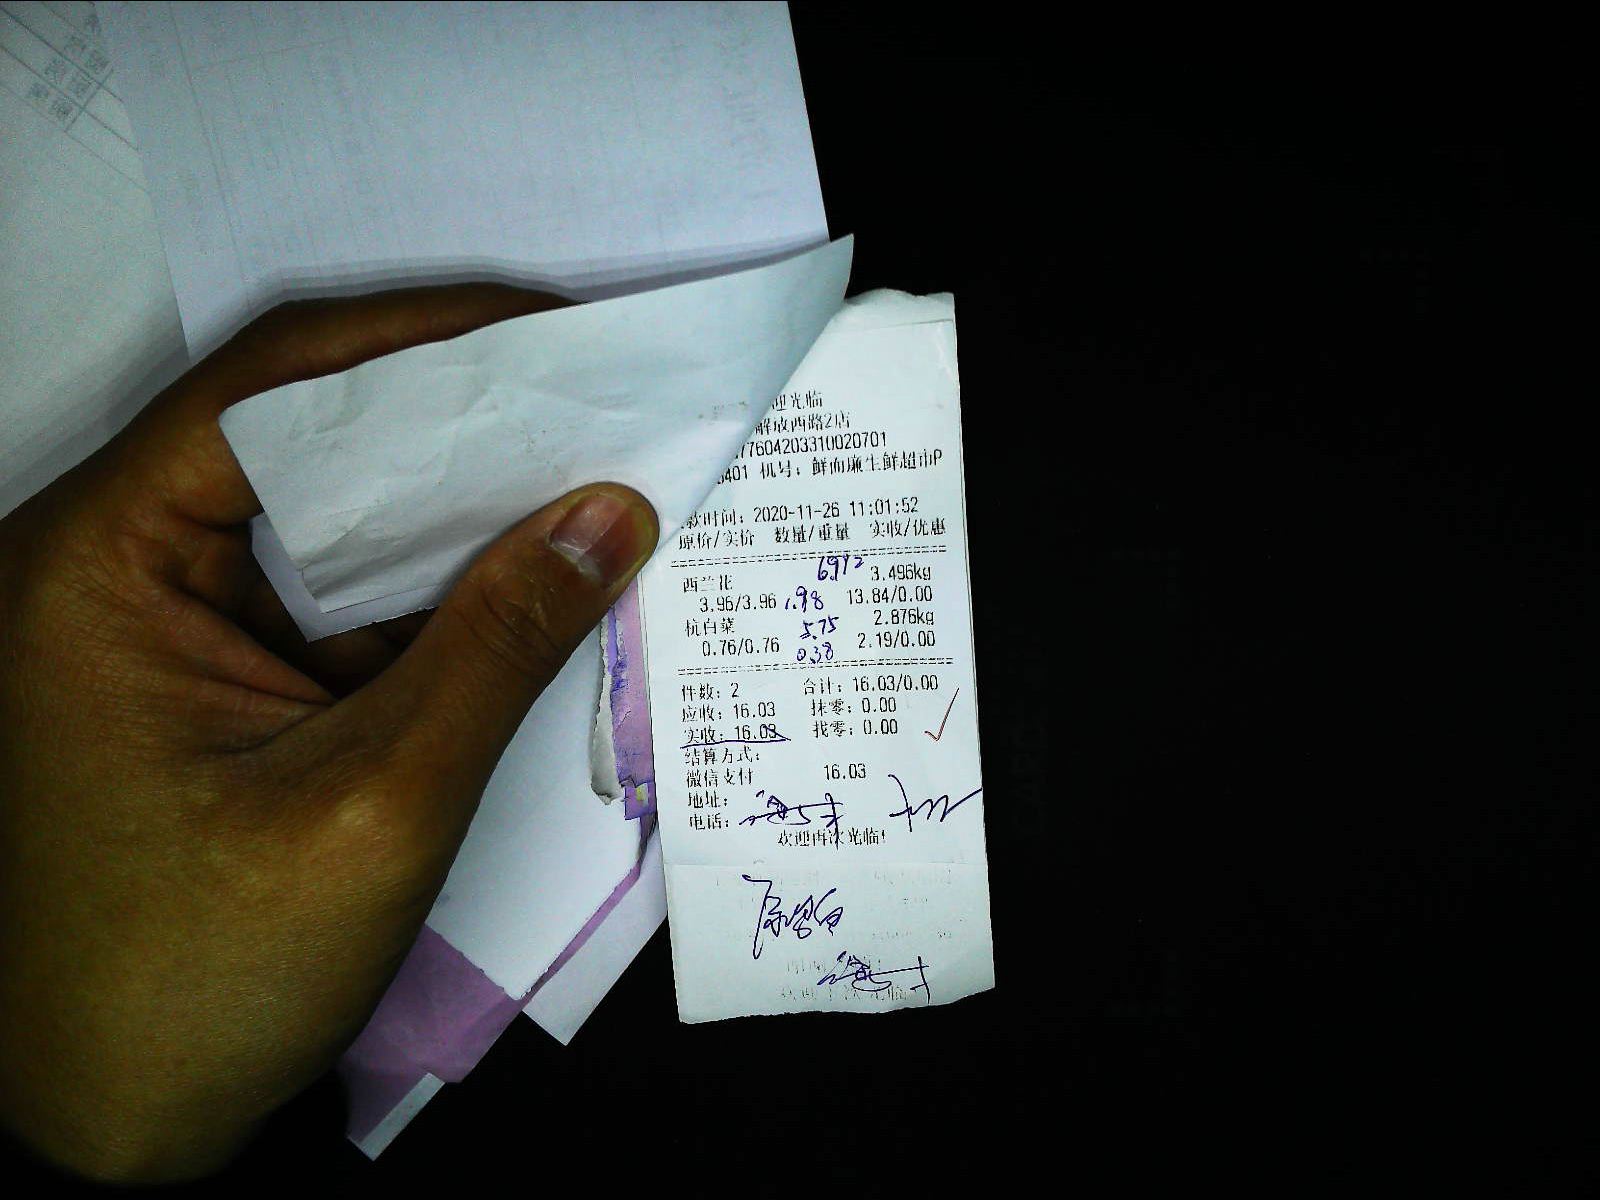 迎光临
解放西路2店
77604203310020701
401 机号：鲜而廉生鲜超市P
款时间：2020-11-26 11:01:52
原价/实价 数量/重量 实收/优惠
西兰花 6.992 3.496kg
3.96/3.96 1.98 13.84/0.00
杭白菜 5.75 2.876kg
0.76/0.76 0.38 2.19/0.00
件数：2 合计：16.03/0.00
应收：16.03 抹零：0.00
实收：16.03 找零：0.00
结算方式：
微信支付 16.03
地址：
电话：
欢迎再次光临！